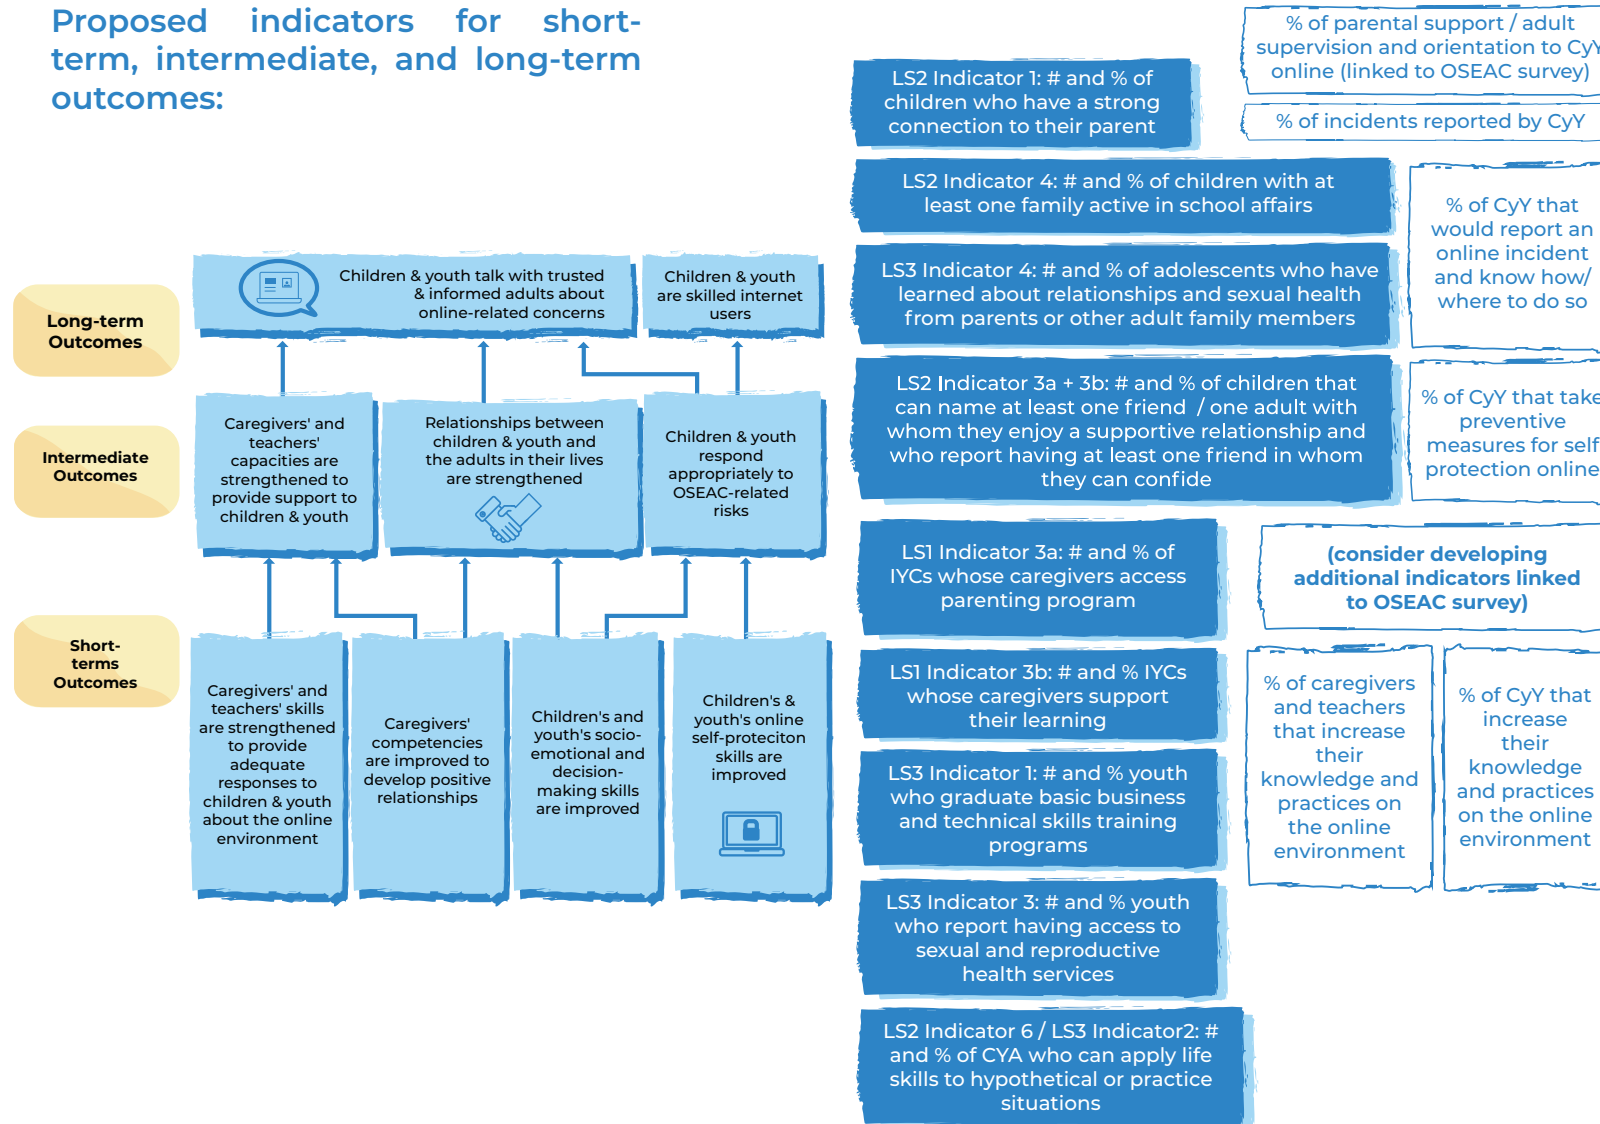 Proposed indicators for short-
term, intermediate, and long-term
outcomes:
Long-term
Outcomes
Children & youth talk with trusted
& informed adults about
online-related concerns
Children & youth
are skilled internet
users
Intermediate
Outcomes
Caregivers' and
teachers'
capacities are
strengthened to
provide support to
children & youth
Relationships between
children & youth and
the adults in their lives
are strengthened
Children & youth
respond
appropriately to
OSEAC-related
risks
Short-
terms
Outcomes
Caregivers' and
teachers' skills
are strengthened
to provide
adequate
responses to
children & youth
about the online
environment
Caregivers'
competencies
are improved to
develop positive
relationships
Children's and
youth's socio-
emotional and
decision-
making skills
are improved
Children's &
youth's online
self-proteciton
skills are
improved
LS2 Indicator 1: # and % of
children who have a strong
connection to their parent
% of parental support / adult
supervision and orientation to CyY
online (linked to OSEAC survey)
% of incidents reported by CyY
LS2 Indicator 4: # and % of children with at
least one family active in school affairs
LS3 Indicator 4: # and % of adolescents who have
learned about relationships and sexual health
from parents or other adult family members
% of CyY that
would report an
online incident
and know how/
where to do so
LS2 Indicator 3a + 3b: # and % of children that
can name at least one friend / one adult with
whom they enjoy a supportive relationship and
who report having at least one friend in whom
they can confide
% of CyY that take
preventive
measures for self
protection online
LS1 Indicator 3a: # and % of
IYCs whose caregivers access
parenting program
(consider developing
additional indicators linked
to OSEAC survey)
LS1 Indicator 3b: # and % IYCs
whose caregivers support
their learning
% of caregivers
and teachers
that increase
their
knowledge and
practices on
the online
environment
% of CyY that
increase
their
knowledge
and practices
on the online
environment
LS3 Indicator 1: # and % youth
who graduate basic business
and technical skills training
programs
LS3 Indicator 3: # and % youth
who report having access to
sexual and reproductive
health services
LS2 Indicator 6 / LS3 Indicator2: #
and % of CYA who can apply life
skills to hypothetical or practice
situations